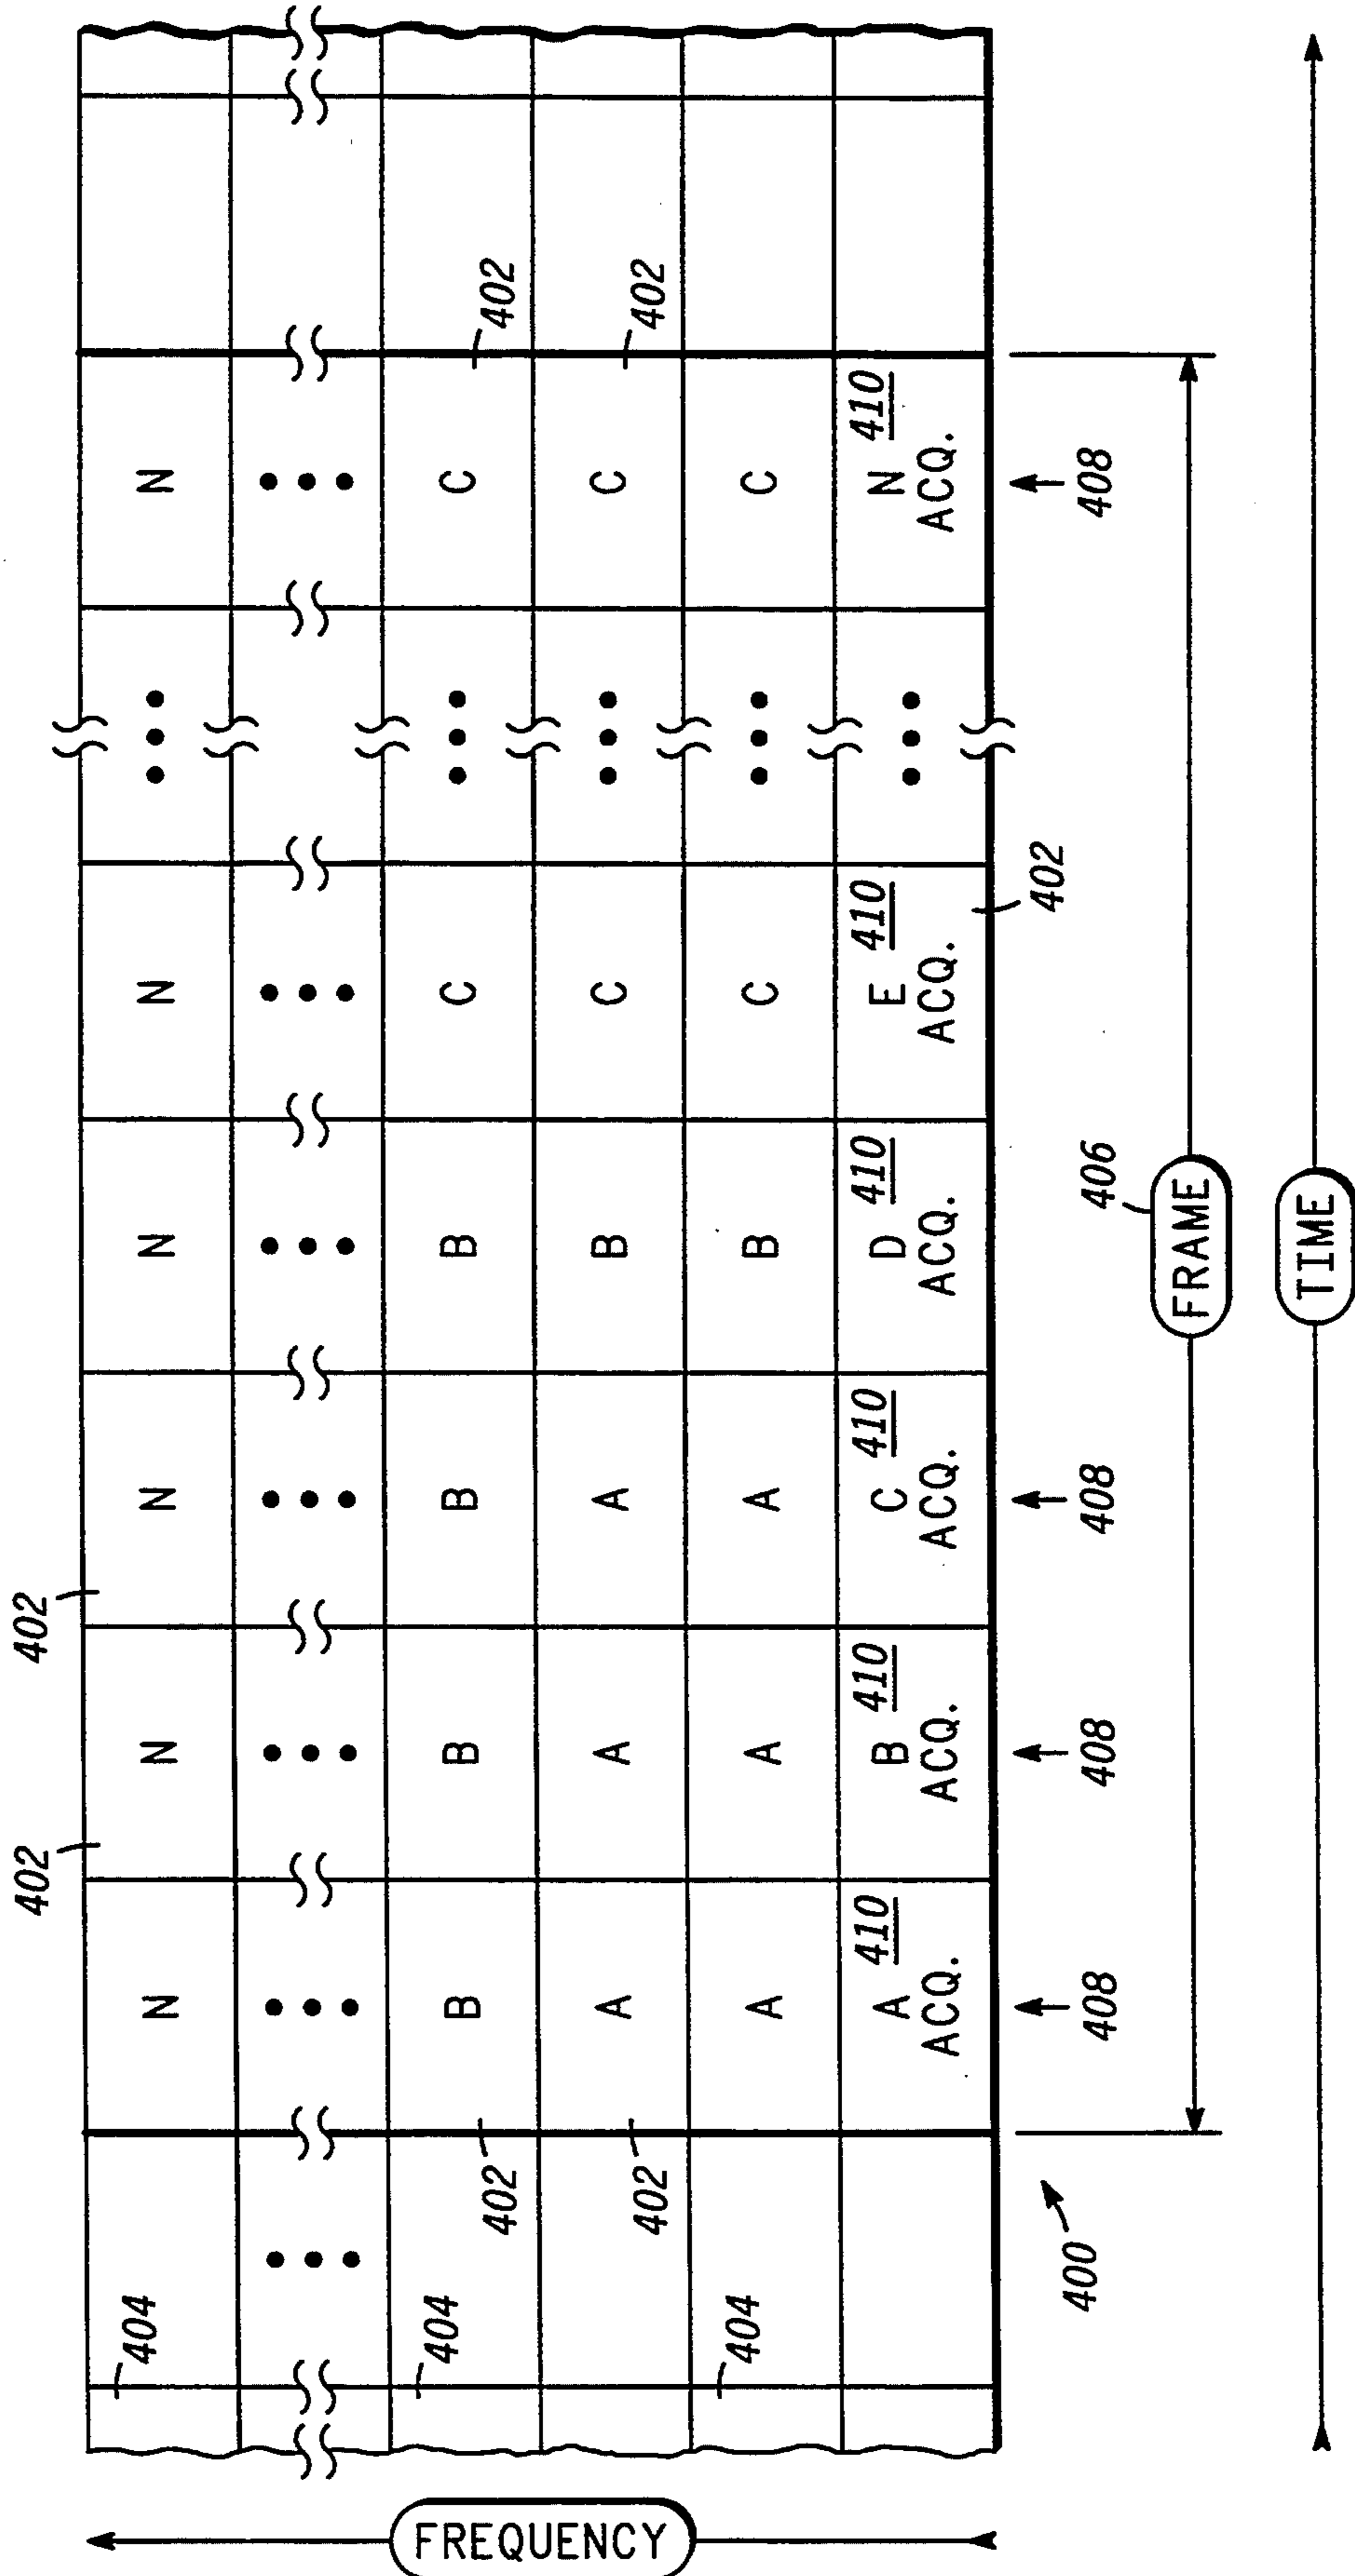 402 402
404 N N N N N N
404 B B B B C C
402 402
A A A B C C
402 402
404 A A A B C C
A 410 B 410 C 410 D 410 E 410 N 410
ACQ. ACQ. ACQ. ACQ. ACQ. ACQ.
402
400 408 408 408 408
406
FRAME
TIME
FREQUENCY